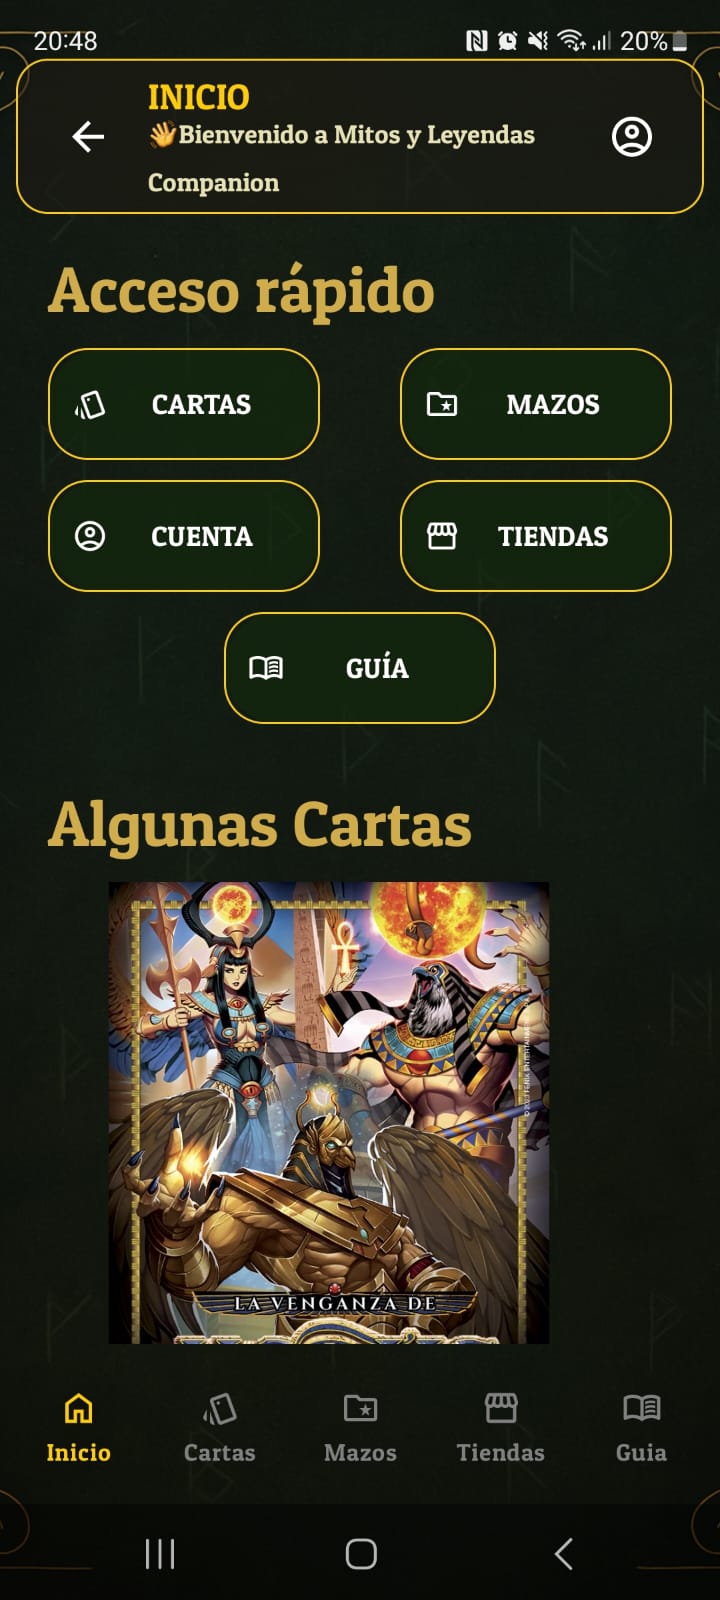 20:48
20%
INICIO
👋Bienvenido a Mitos y Leyendas
Companion
Acceso rápido
CARTAS
MAZOS
CUENTA
TIENDAS
GUÍA
Algunas Cartas
LA VENGANZA DE
Inicio
Cartas
Mazos
Tiendas
Guia